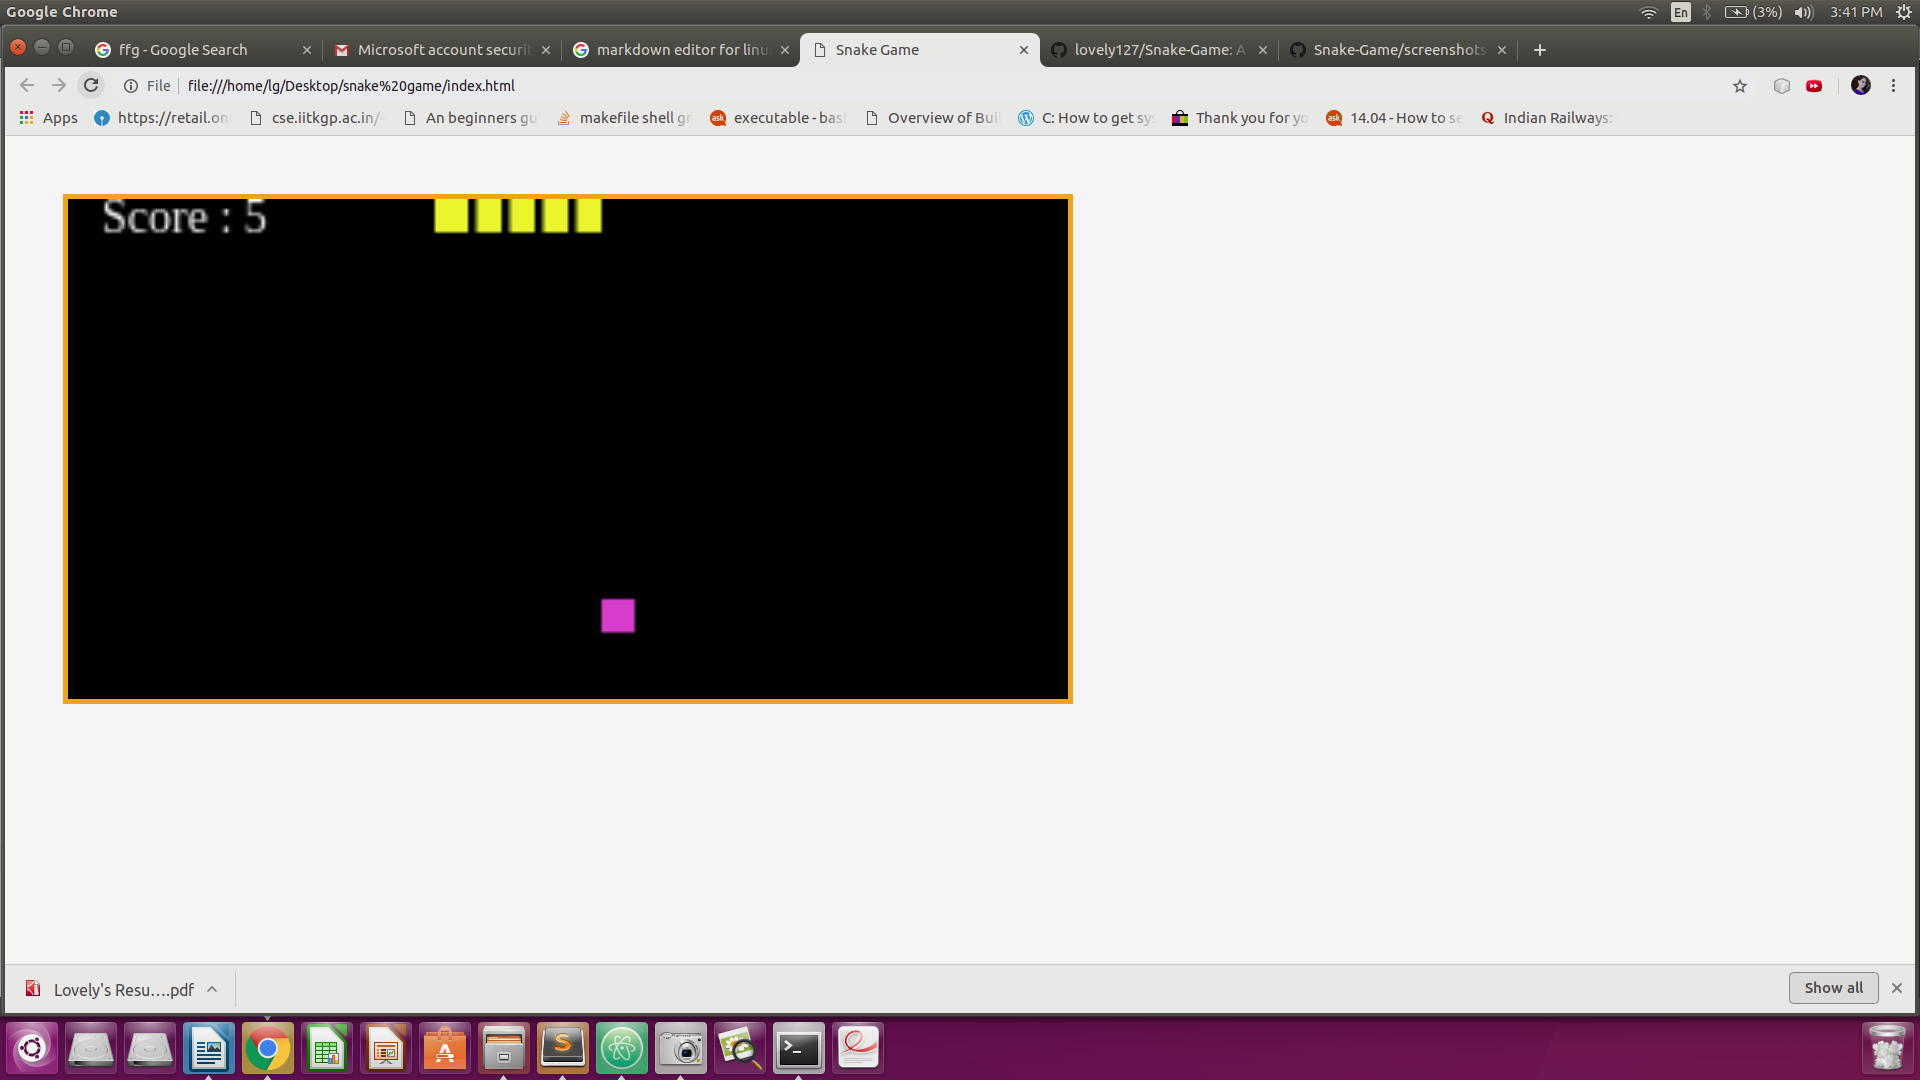 Google Chrome
En
(3%)
3:41 PM
ffg - Google Search
Microsoft account securi
markdown editor for linu
Snake Game
lovely127/Snake-Game: A
Snake-Game/screenshots
File
file:///home/lg/Desktop/snake%20game/index.html
Apps
https://retail.on
cse.iitkgp.ac.in/
An beginners gu
makefile shell gr
executable - bas
Overview of Bui
C: How to get sy
Thank you for yo
14.04 - How to se
Indian Railways:
Score : 5
Lovely's Resu....pdf
Show all